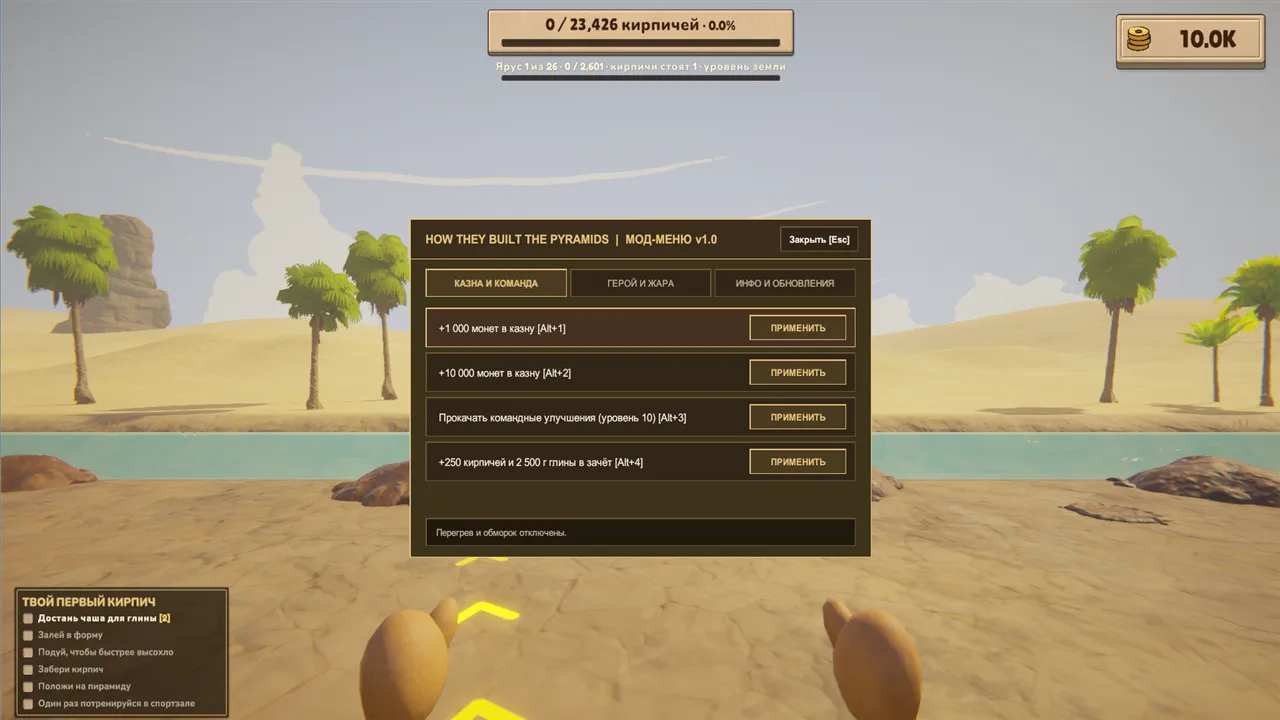 0 / 23,426 кирпичей · 0.0%
Ярус 1 из 26 · 0 / 2,601 · кирпичи стоят 1 · уровень земли
10.0K
HOW THEY BUILT THE PYRAMIDS | МОД-МЕНЮ v1.0
Закрыть [Esc]
КАЗНА И КОМАНДА
ГЕРОЙ И ЖАРА
ИНФО И ОБНОВЛЕНИЯ
+1 000 монет в казну [Alt+1]
ПРИМЕНИТЬ
+10 000 монет в казну [Alt+2]
ПРИМЕНИТЬ
Прокачать командные улучшения (уровень 10) [Alt+3]
ПРИМЕНИТЬ
+250 кирпичей и 2 500 г глины в зачёт [Alt+4]
ПРИМЕНИТЬ
Перегрев и обморок отключены.
ТВОЙ ПЕРВЫЙ КИРПИЧ
Достань чаша для глины [2]
Залей в форму
Подуй, чтобы быстрее высохло
Забери кирпич
Положи на пирамиду
Один раз потренируйся в спортзале